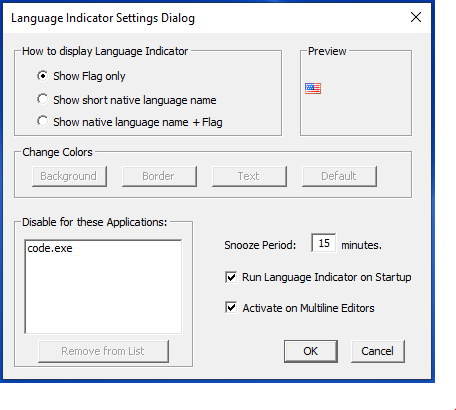 Language Indicator Settings Dialog
How to display Language Indicator
Show Flag only
Show short native language name
Show native language name + Flag
Preview
Change Colors
Background
Border
Text
Default
Disable for these Applications:
code.exe
Remove from List
Snooze Period: 15 minutes.
Run Language Indicator on Startup
Activate on Multiline Editors
OK
Cancel